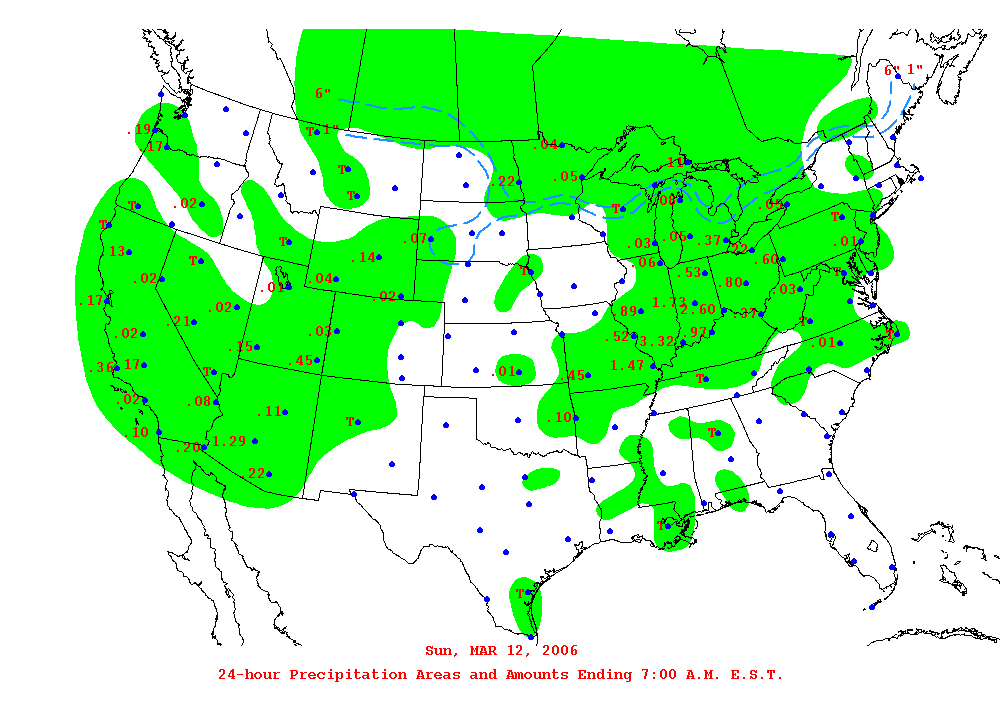 6" 1"
6"
.19 T 1"
.17 .04
T .11
.22 .05
T
.02 .08 .05
T T T
T
.07 .03 .05 .37 .22 .01
.13 T .14 .06 .60
T
.02 .01 .04 T .53 .80 T
.17 .02 .03
.02 1.73 2.60
.21 .89 .37 T
.02 .03 .52 3.32 .97 T
.15 .01
.36 .17 .45 1.47
T .01 .45 T
.02 .08
.11 .10
.10 T T
.20 1.29
.22
T
T
Sun, MAR 12, 2006
24-hour Precipitation Areas and Amounts Ending 7:00 A.M. E.S.T.